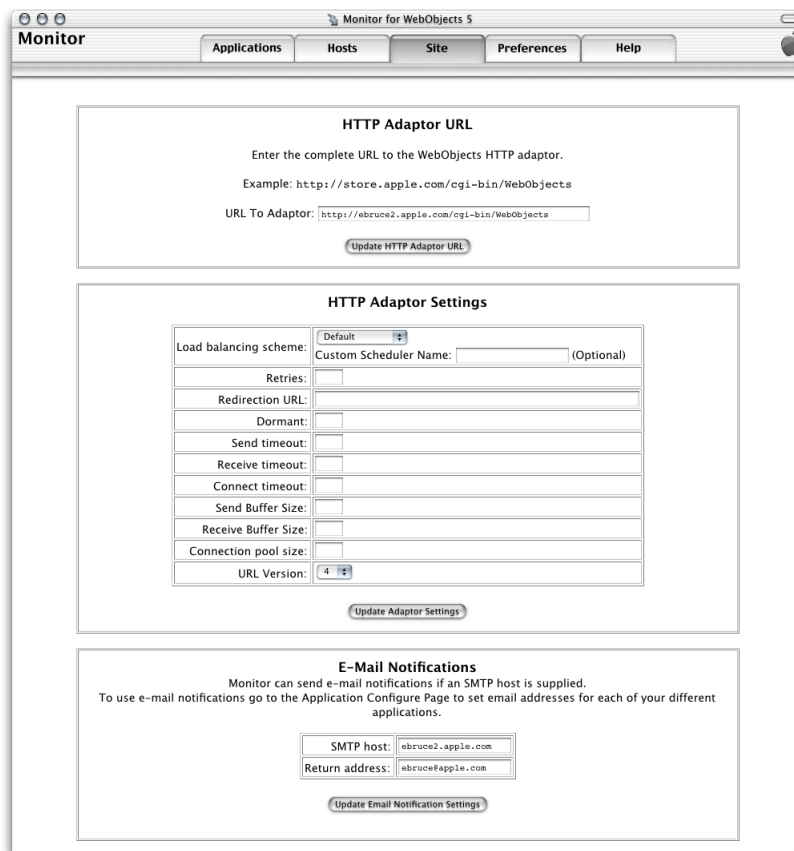 Monitor for WebObjects 5
Monitor
Applications Hosts Site Preferences Help
HTTP Adaptor URL
Enter the complete URL to the WebObjects HTTP adaptor.
Example: http://store.apple.com/cgi-bin/WebObjects
URL To Adaptor: http://ebruce2.apple.com/cgi-bin/WebObjects
Update HTTP Adaptor URL
HTTP Adaptor Settings
Load balancing scheme: Default
Custom Scheduler Name: (Optional)
Retries:
Redirection URL:
Dormant:
Send timeout:
Receive timeout:
Connect timeout:
Send Buffer Size:
Receive Buffer Size:
Connection pool size:
URL Version: 4
Update Adaptor Settings
E-Mail Notifications
Monitor can send e-mail notifications if an SMTP host is supplied.
To use e-mail notifications go to the Application Configure Page to set email addresses for each of your different
applications.
SMTP host: ebruce2.apple.com
Return address: ebruce@apple.com
Update Email Notification Settings